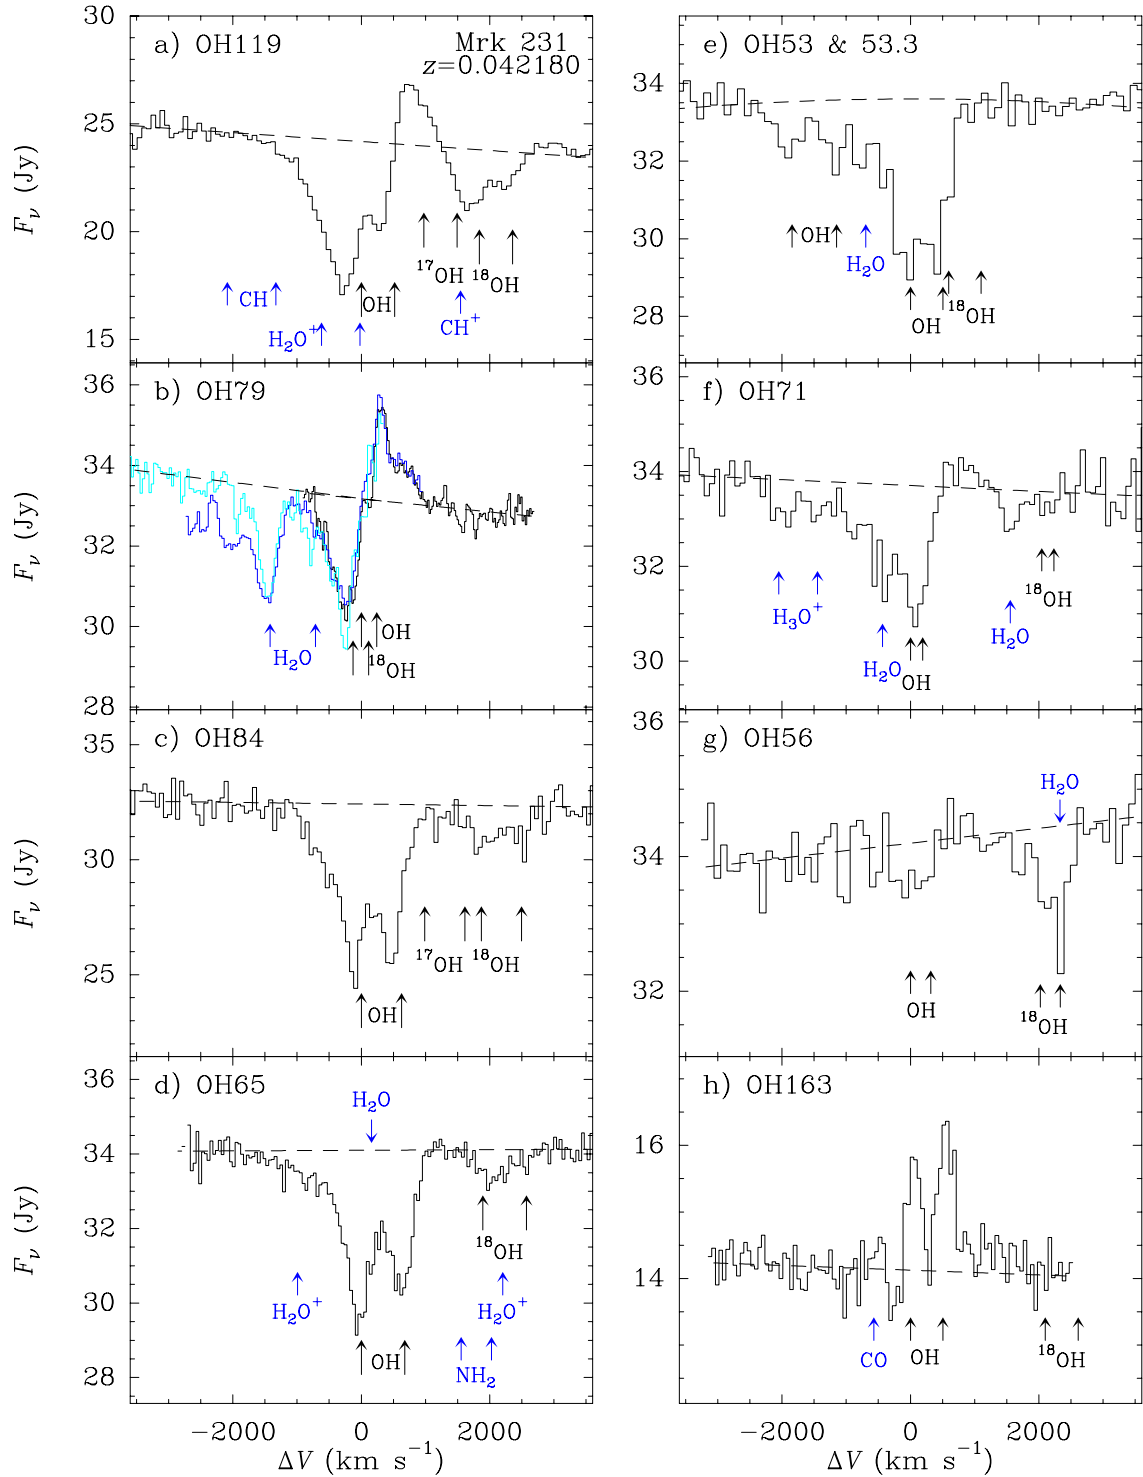 a) OH119
Mrk 231
z=0.042180
30
25
20
15
F_ν (Jy)
¹⁷OH
¹⁸OH
CH
OH
H₂O⁺
CH⁺
b) OH79
36
34
32
30
28
F_ν (Jy)
OH
H₂O
¹⁸OH
c) OH84
35
30
25
F_ν (Jy)
¹⁷OH
¹⁸OH
OH
d) OH65
36
34
32
30
28
F_ν (Jy)
H₂O
¹⁸OH
H₂O⁺
H₂O⁺
OH
NH₂
−2000
0
2000
ΔV (km s⁻¹)
e) OH53 & 53.3
34
32
30
28
OH
H₂O
OH
¹⁸OH
f) OH71
36
34
32
30
H₃O⁺
¹⁸OH
H₂O
H₂O
OH
g) OH56
36
34
32
H₂O
OH
¹⁸OH
h) OH163
16
14
CO
OH
¹⁸OH
−2000
0
2000
ΔV (km s⁻¹)